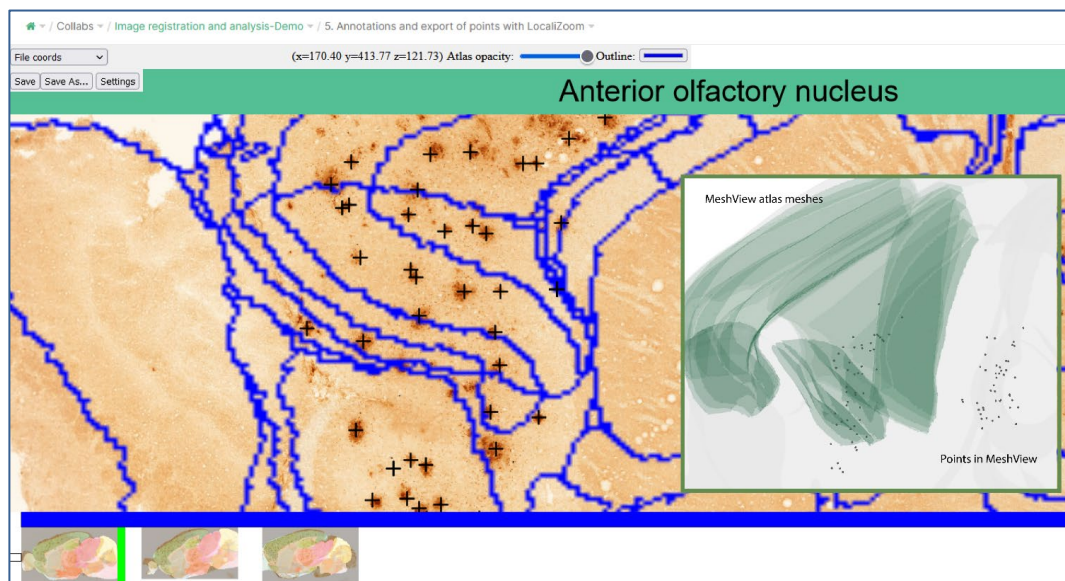 / Collabs / Image registration and analysis-Demo / 5. Annotations and export of points with LocaliZoom
File coords (x=170.40 y=413.77 z=121.73) Atlas opacity: Outline:
Save Save As... Settings
Anterior olfactory nucleus
MeshView atlas meshes
Points in MeshView